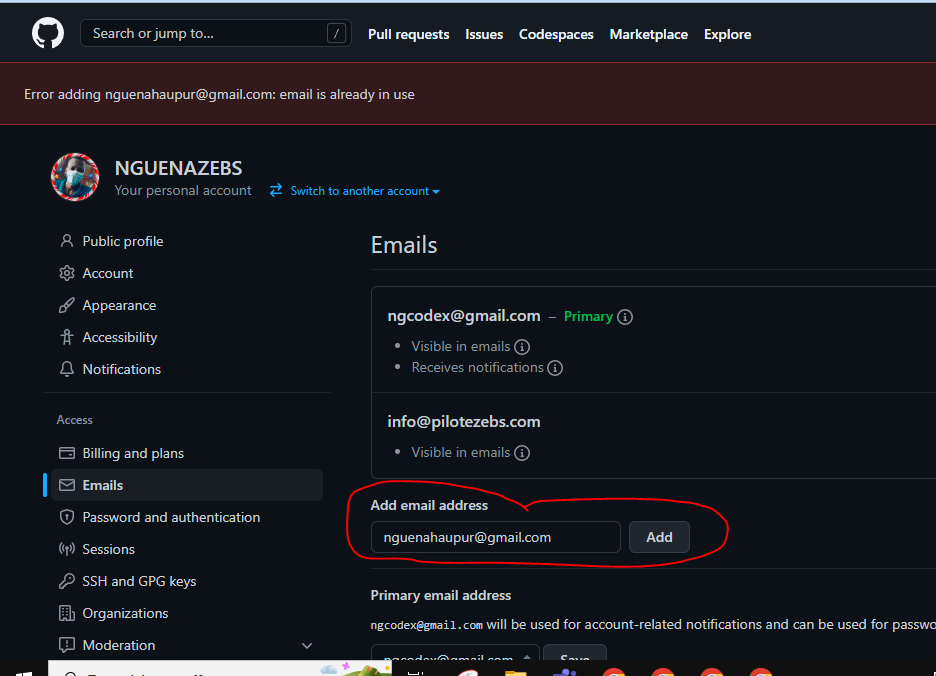 Search or jump to... /
Pull requests Issues Codespaces Marketplace Explore
Error adding nguenahaupur@gmail.com: email is already in use
NGUENAZEBS
Your personal account Switch to another account
Public profile
Account
Appearance
Accessibility
Notifications
Access
Billing and plans
Emails
Password and authentication
Sessions
SSH and GPG keys
Organizations
Moderation
Emails
ngcodex@gmail.com – Primary
• Visible in emails
• Receives notifications
info@pilotezebs.com
• Visible in emails
Add email address
nguenahaupur@gmail.com Add
Primary email address
ngcodex@gmail.com will be used for account-related notifications and can be used for passwo
ngcodex@gmail.com Save